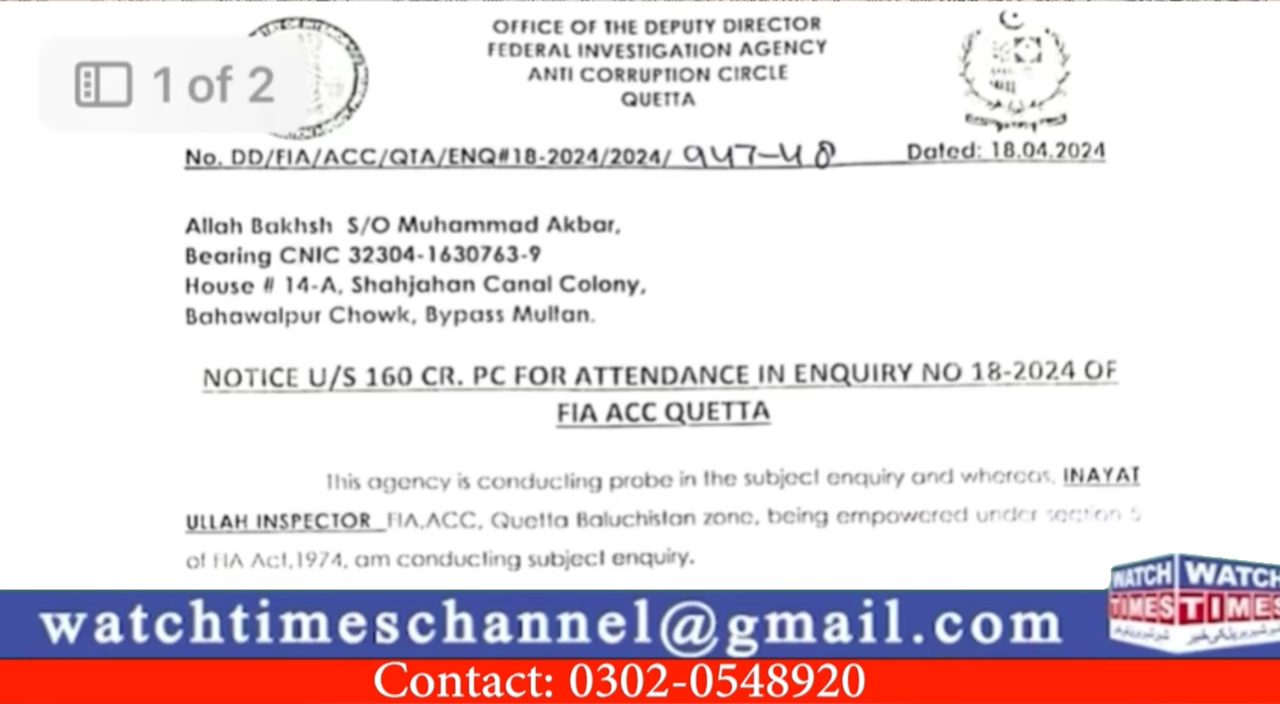 1 of 2
OFFICE OF THE DEPUTY DIRECTOR
FEDERAL INVESTIGATION AGENCY
ANTI CORRUPTION CIRCLE
QUETTA
No. DD/FIA/ACC/QTA/ENQ#18-2024/2024/ 947-48 Dated: 18.04.2024
Allah Bakhsh S/O Muhammad Akbar,
Bearing CNIC 32304-1630763-9
House # 14-A, Shahjahan Canal Colony,
Bahawalpur Chowk, Bypass Multan.
NOTICE U/S 160 CR. PC FOR ATTENDANCE IN ENQUIRY NO 18-2024 OF
FIA ACC QUETTA
This agency is conducting probe in the subject enquiry and whereas, INAYAT
ULLAH INSPECTOR FIA,ACC, Quetta Baluchistan zone, being empowered under section 5
of FIA Act,1974, am conducting subject enquiry.
WATCH WATCH
TIMES TIMES
watchtimeschannel@gmail.com
Contact: 0302-0548920